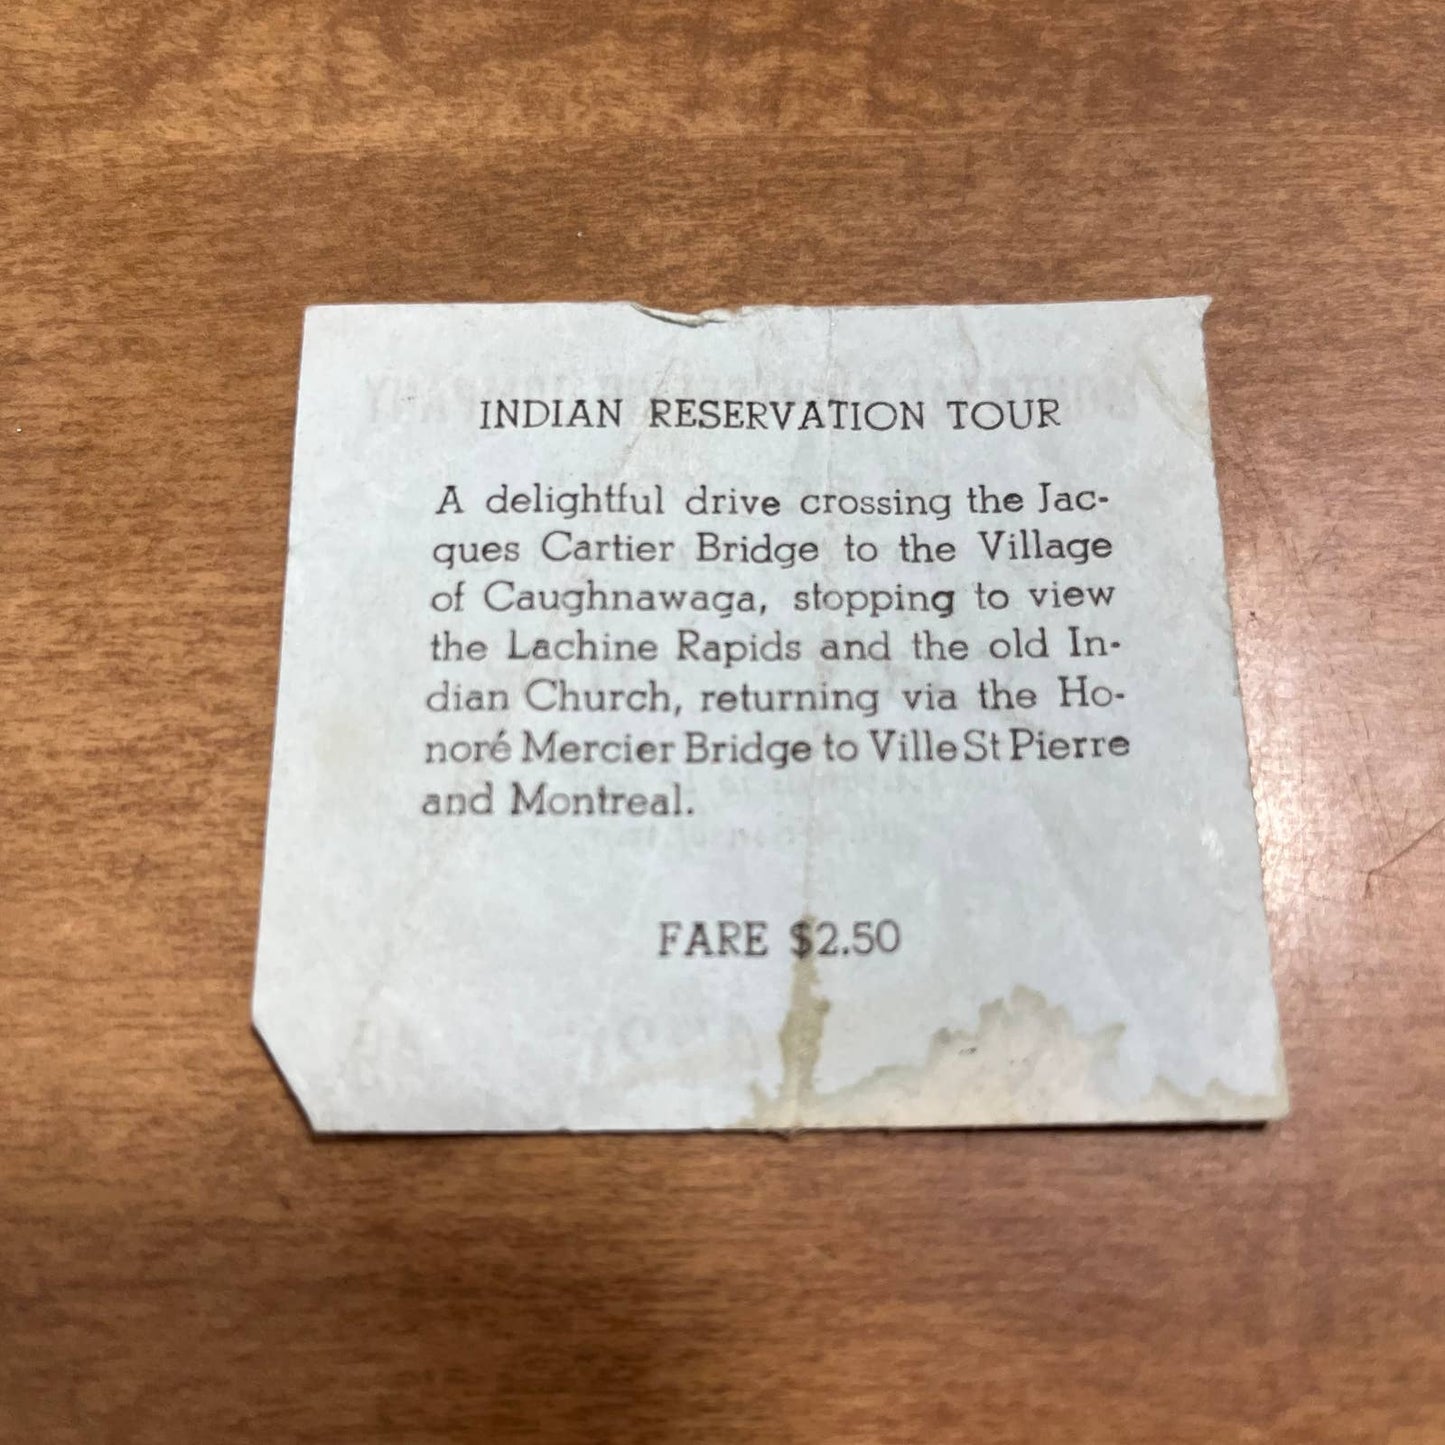 INDIAN RESERVATION TOUR
A delightful drive crossing the Jac-
ques Cartier Bridge to the Village
of Caughnawaga, stopping to view
the Lachine Rapids and the old In-
dian Church, returning via the Ho-
noré Mercier Bridge to Ville St Pierre
and Montreal.
FARE $2.50